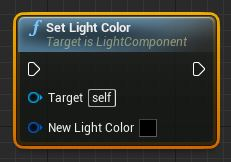 f Set Light Color
Target is LightComponent
Target self
New Light Color